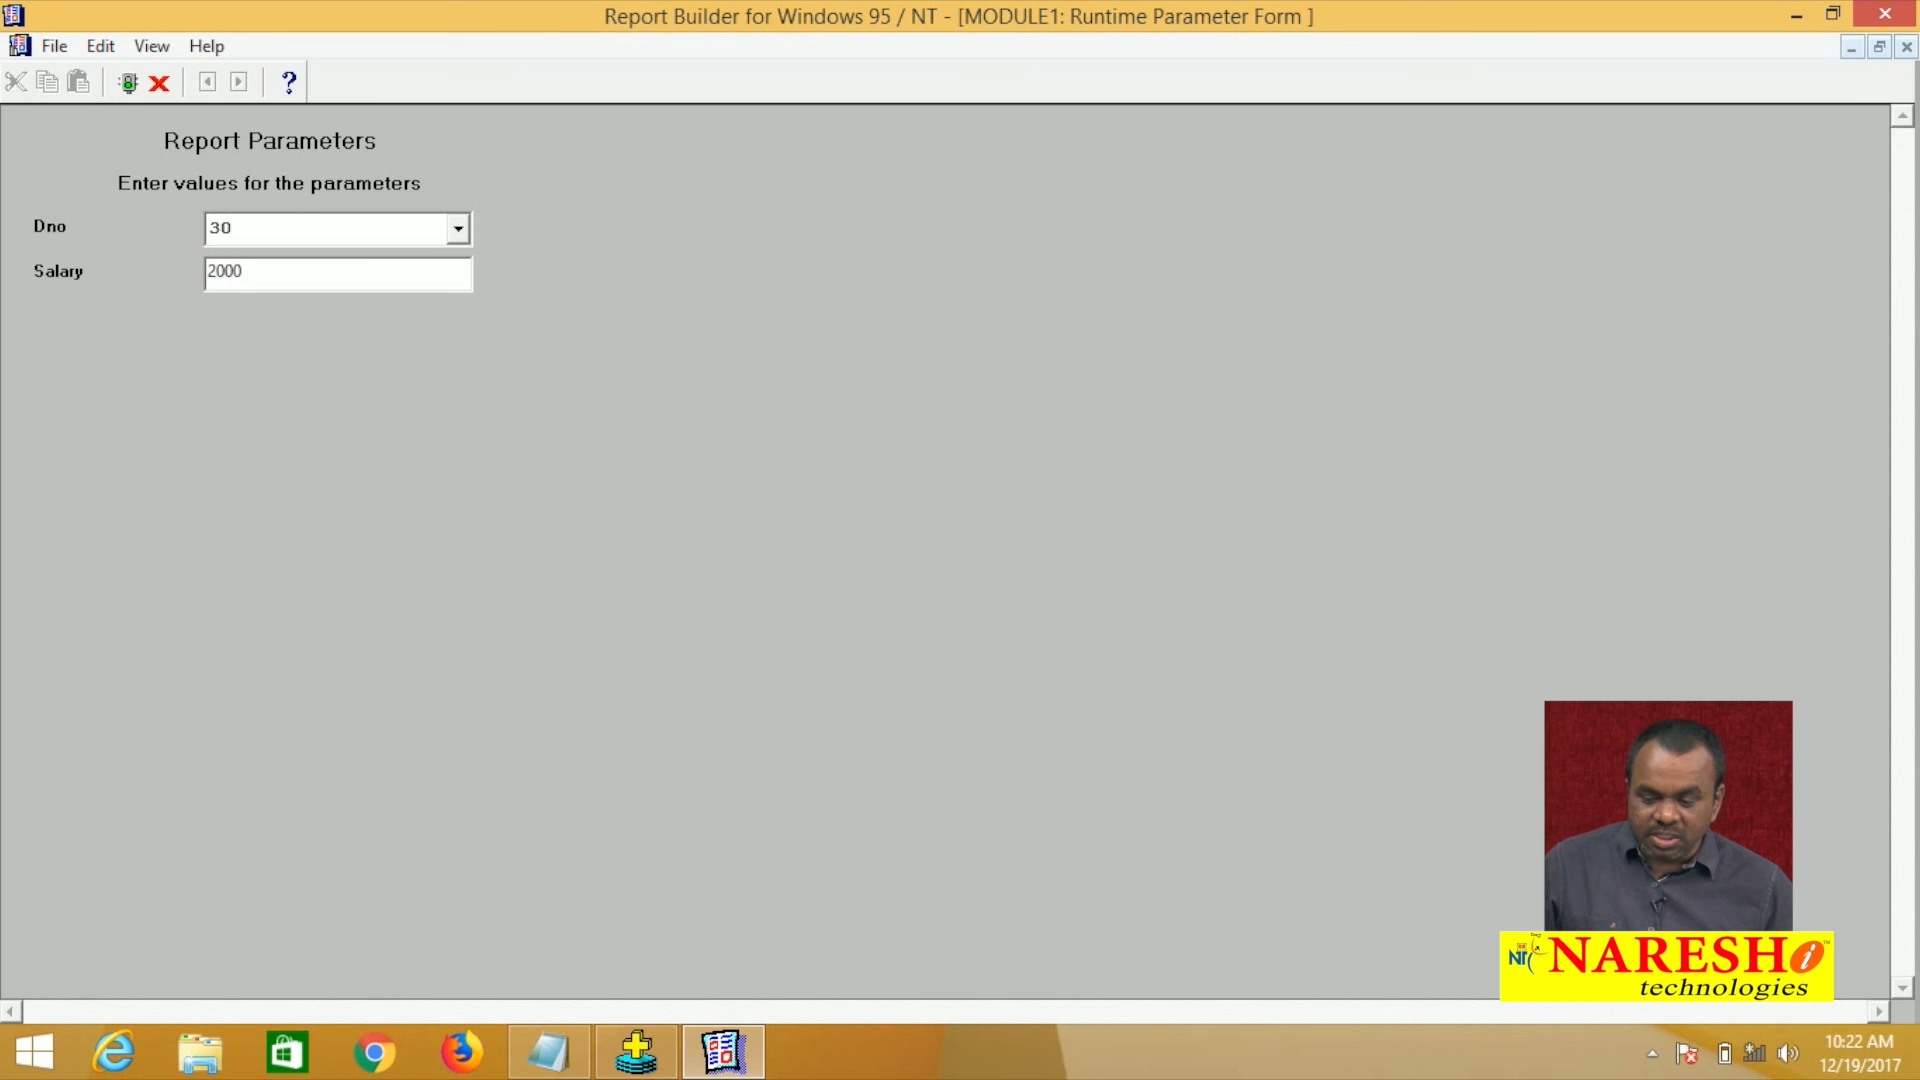 Report Builder for Windows 95 / NT - [MODULE1: Runtime Parameter Form ]
File Edit View Help
Report Parameters
Enter values for the parameters
Dno 30
Salary 2000
NARESH i ™
technologies
10:22 AM
12/19/2017